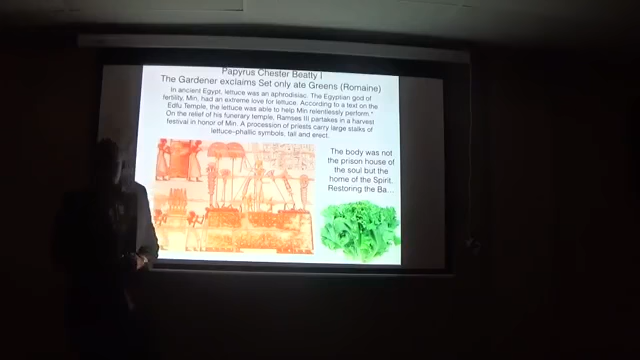 Papyrus Chester Beatty I
The Gardener exclaims Set only ate Greens (Romaine)
In ancient Egypt, lettuce was an aphrodisiac. The Egyptian god of
fertility, Min, had an extreme love for lettuce. According to a text on the
Edfu Temple, the lettuce was able to help Min relentlessly perform "
On the relief of his funerary temple, Ramses III partakes in a harvest
festival in honor of Min. A procession of priests carry large stalks of
lettuce-phallic symbols, tall and erect.
The body was not
the prison house of
the soul but the
home of the Spirit,
Restoring the Ba...